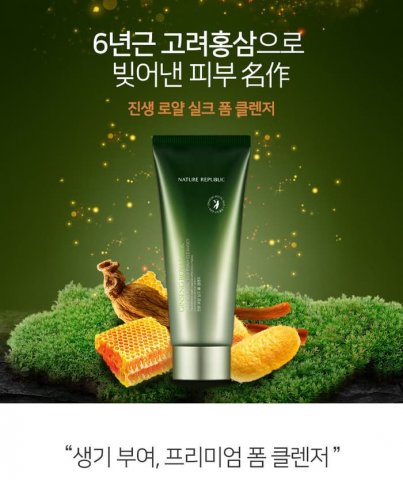 6년근 고려홍삼으로
빚어낸 피부 名作
진생 로얄 실크 폼 클렌저
NATURE REPUBLIC
“생기 부여, 프리미엄 폼 클렌저”